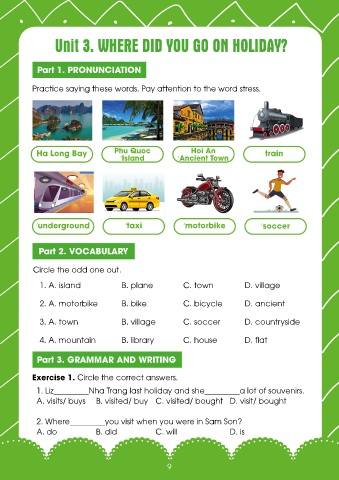 Unit 3. WHERE DID YOU GO ON HOLIDAY?
Part 1. PRONUNCIATION
Practice saying these words. Pay attention to the word stress.
Ha Long Bay
Phu Quoc
'Island
Hoi An
'Ancient Town
train
'underground
'taxi
'motorbike
'soccer
Part 2. VOCABULARY
Circle the odd one out.
1. A. island B. plane C. town D. village
2. A. motorbike B. bike C. bicycle D. ancient
3. A. town B. village C. soccer D. countryside
4. A. mountain B. library C. house D. flat
Part 3. GRAMMAR AND WRITING
Exercise 1. Circle the correct answers.
1. Liz________Nha Trang last holiday and she________a lot of souvenirs.
A. visits/ buys B. visited/ buy C. visited/ bought D. visit/ bought
2. Where________you visit when you were in Sam Son?
A. do B. did C. will D. is
9